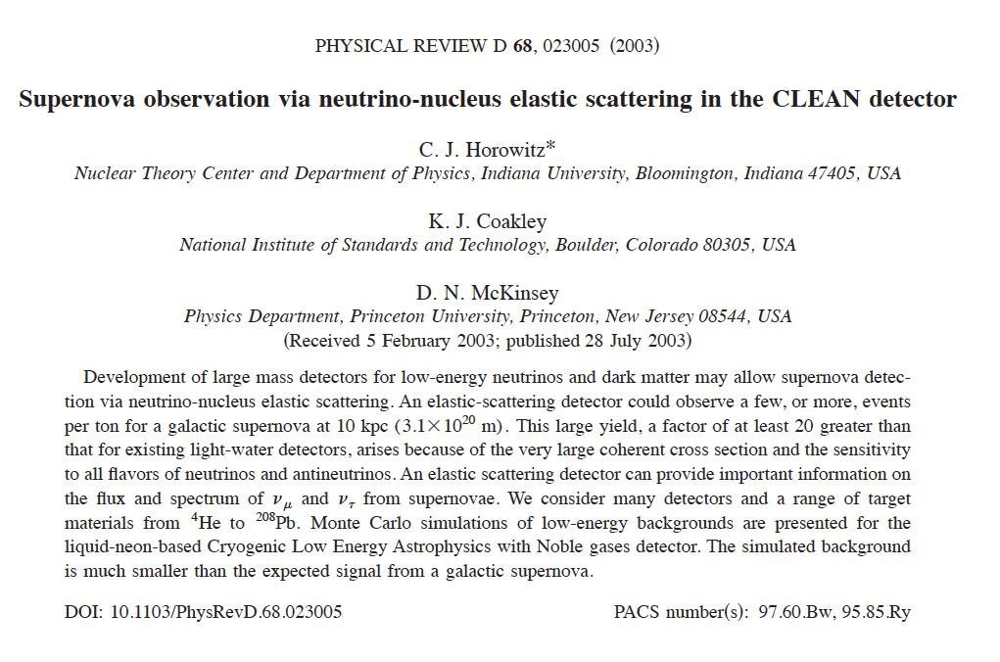 PHYSICAL REVIEW D 68, 023005 (2003)
Supernova observation via neutrino-nucleus elastic scattering in the CLEAN detector
C. J. Horowitz*
Nuclear Theory Center and Department of Physics, Indiana University, Bloomington, Indiana 47405, USA
K. J. Coakley
National Institute of Standards and Technology, Boulder, Colorado 80305, USA
D. N. McKinsey
Physics Department, Princeton University, Princeton, New Jersey 08544, USA
(Received 5 February 2003; published 28 July 2003)
Development of large mass detectors for low-energy neutrinos and dark matter may allow supernova detec-
tion via neutrino-nucleus elastic scattering. An elastic-scattering detector could observe a few, or more, events
per ton for a galactic supernova at 10 kpc (3.1×10²⁰ m). This large yield, a factor of at least 20 greater than
that for existing light-water detectors, arises because of the very large coherent cross section and the sensitivity
to all flavors of neutrinos and antineutrinos. An elastic scattering detector can provide important information on
the flux and spectrum of ν_μ and ν_τ from supernovae. We consider many detectors and a range of target
materials from ⁴He to ²⁰⁸Pb. Monte Carlo simulations of low-energy backgrounds are presented for the
liquid-neon-based Cryogenic Low Energy Astrophysics with Noble gases detector. The simulated background
is much smaller than the expected signal from a galactic supernova.
DOI: 10.1103/PhysRevD.68.023005 PACS number(s): 97.60.Bw, 95.85.Ry